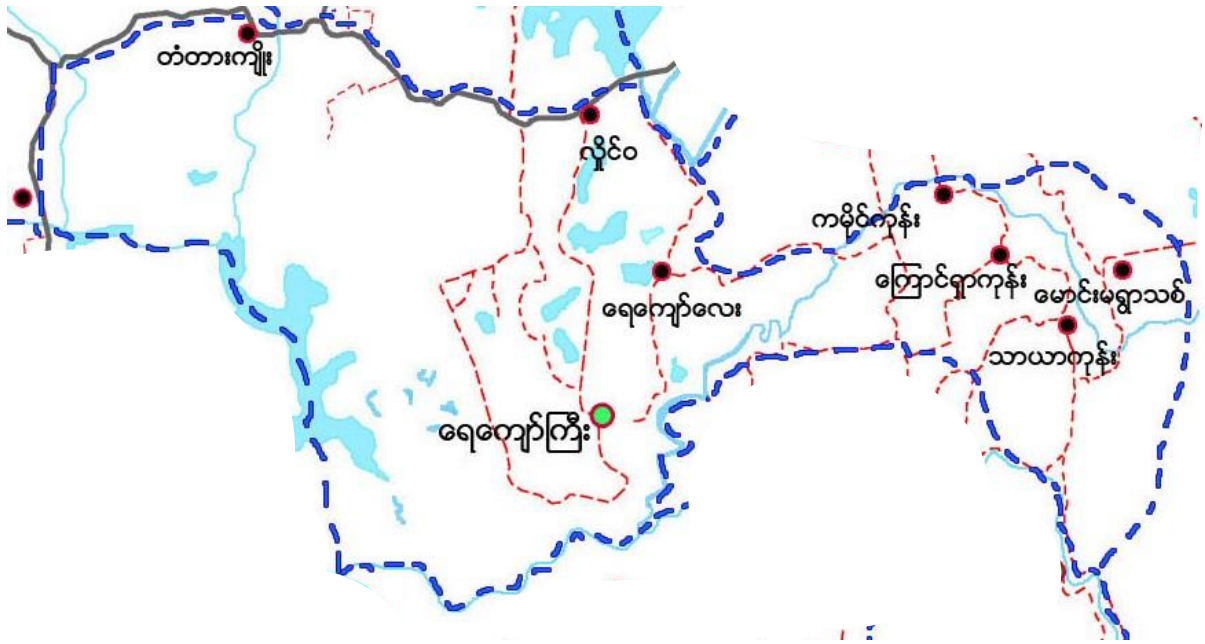 တံတားကျိုး
လှိုင်ဝ
ကမိုင်ကုန်း
ကြောင်ရှာကုန်း
မောင်းမရွာသစ်
ရေကျော်လေး
သာယာကုန်း
ရေကျော်ကြီး